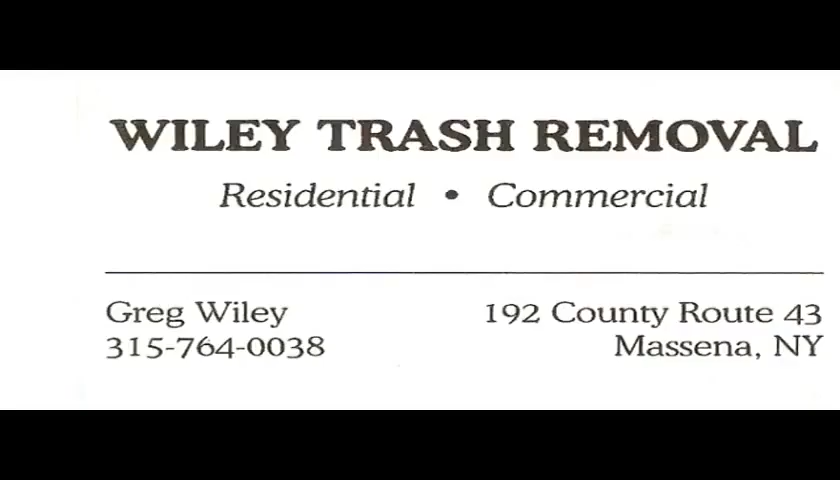 WILEY TRASH REMOVAL
Residential • Commercial
Greg Wiley
192 County Route 43
315-764-0038
Massena, NY